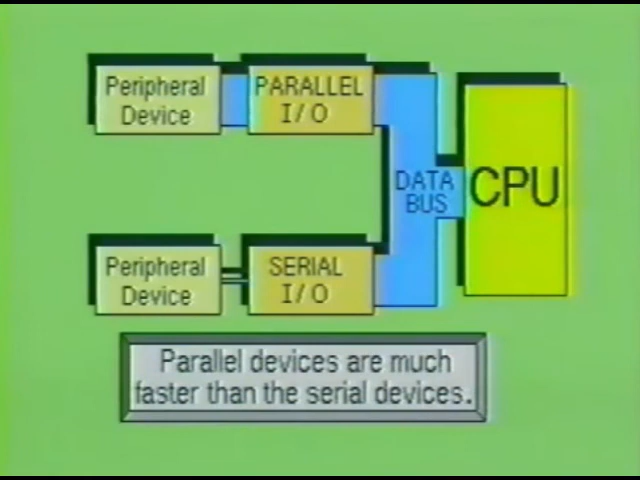 Peripheral
Device
PARALLEL
I/O
DATA
BUS
CPU
Peripheral
Device
SERIAL
I/O
Parallel devices are much
faster than the serial devices.